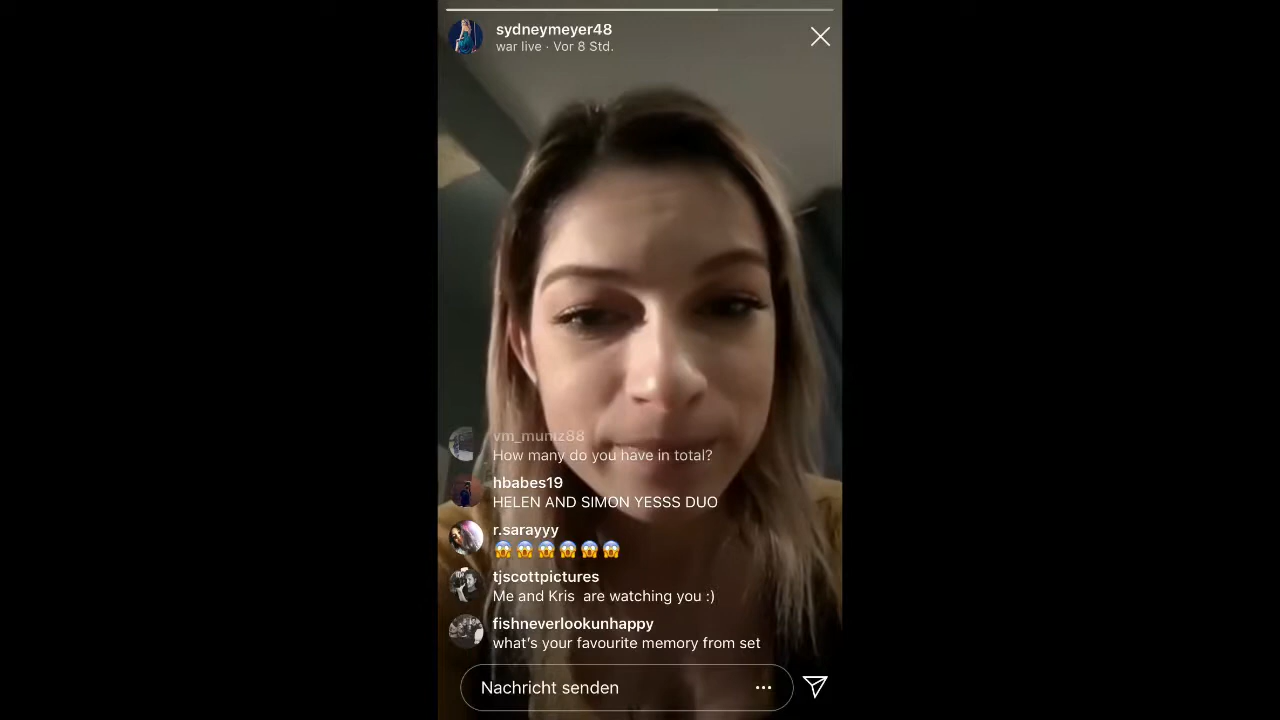 sydneymeyer48
war live · Vor 8 Std.
vm_muniz88
How many do you have in total?
hbabes19
HELEN AND SIMON YESSS DUO
r.sarayyy
😱😱😱😱😱😱
tjscottpictures
Me and Kris are watching you :)
fishneverlookunhappy
what's your favourite memory from set
Nachricht senden